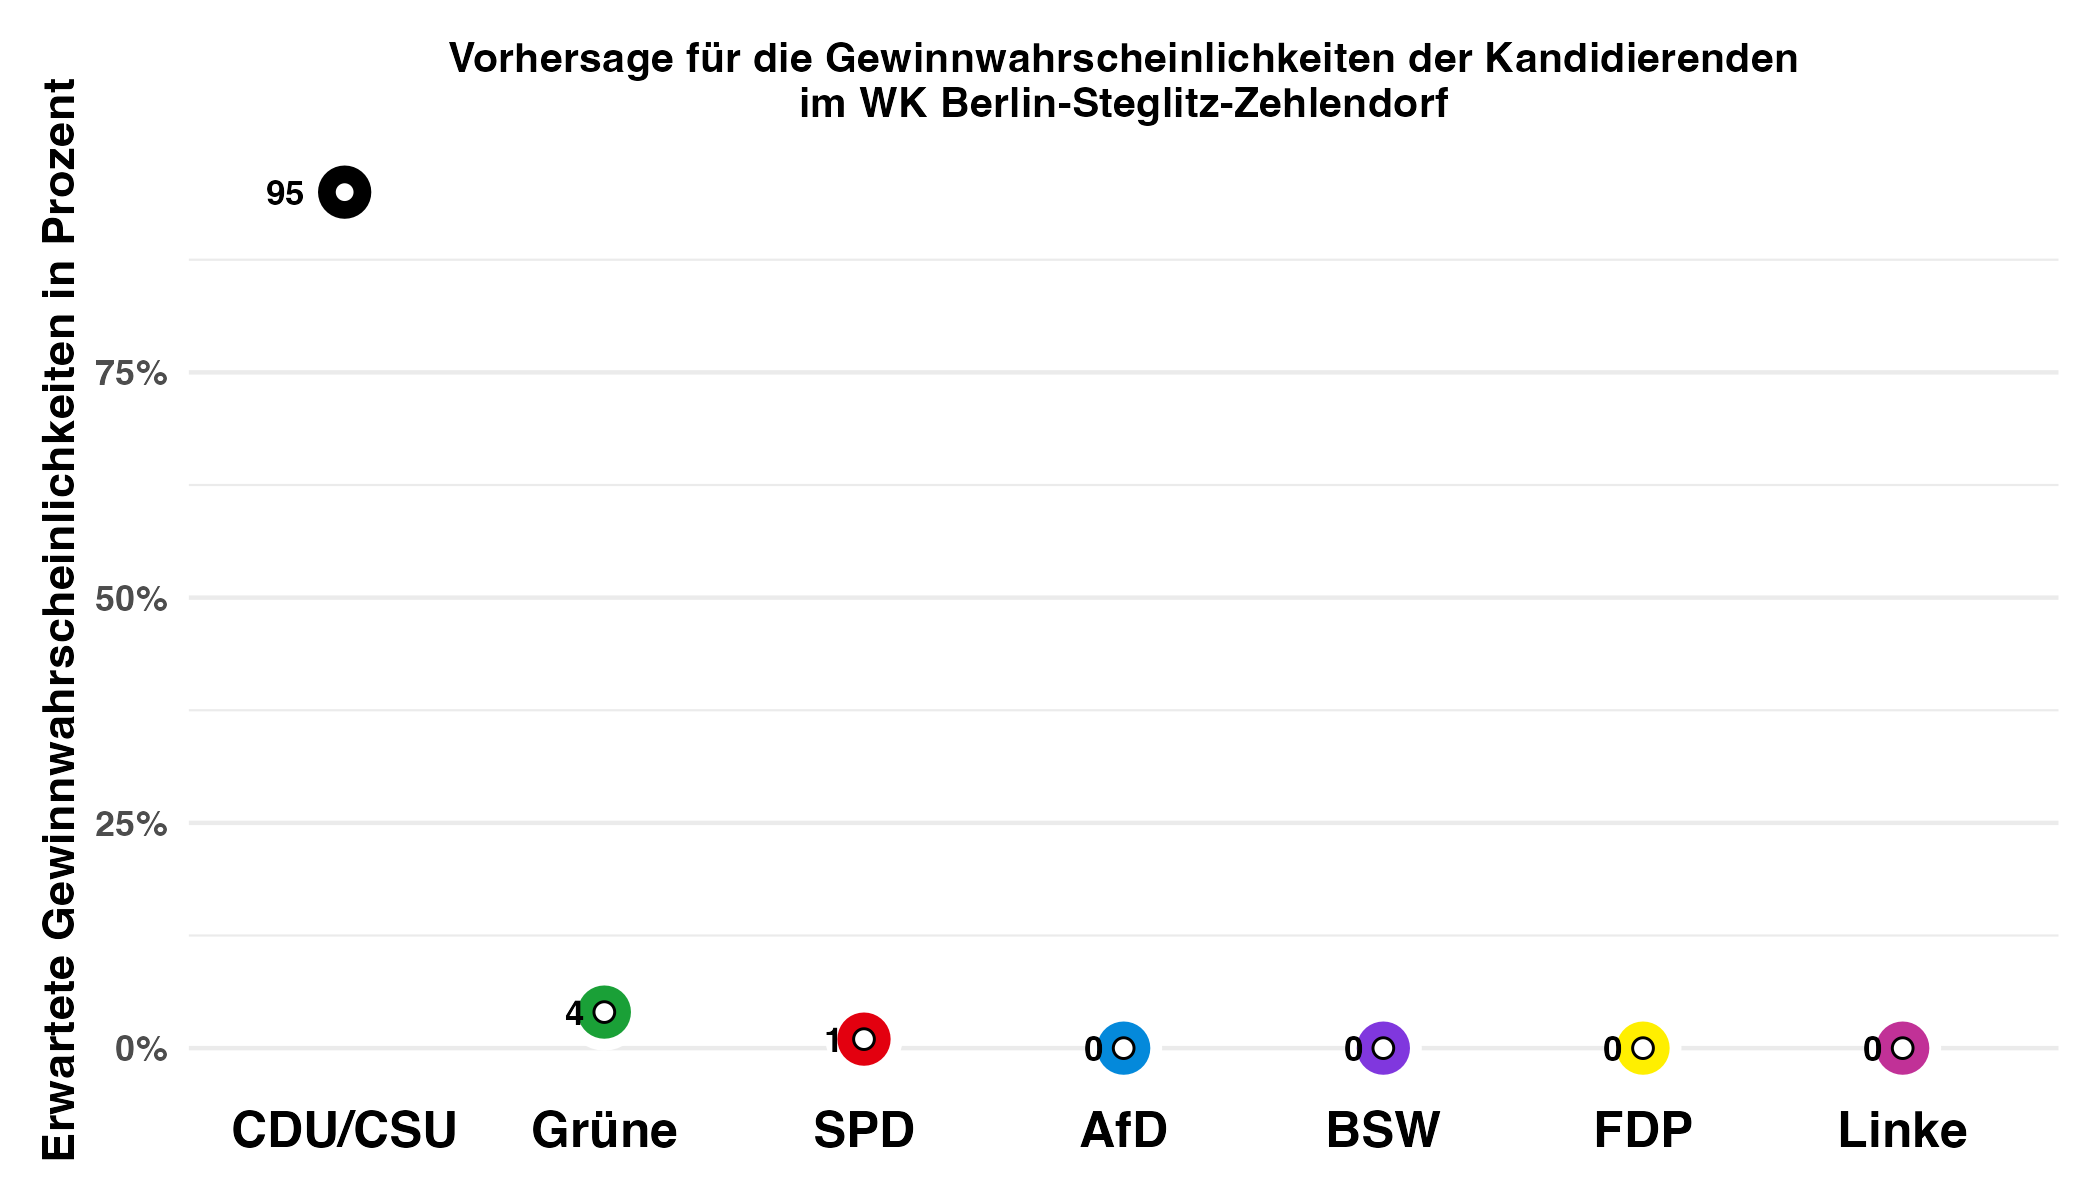 Vorhersage für die Gewinnwahrscheinlichkeiten der Kandidierenden
im WK Berlin-Steglitz-Zehlendorf
Erwartete Gewinnwahrscheinlichkeiten in Prozent
95
75%
50%
25%
0%
4
1
0
0
0
0
CDU/CSU
Grüne
SPD
AfD
BSW
FDP
Linke